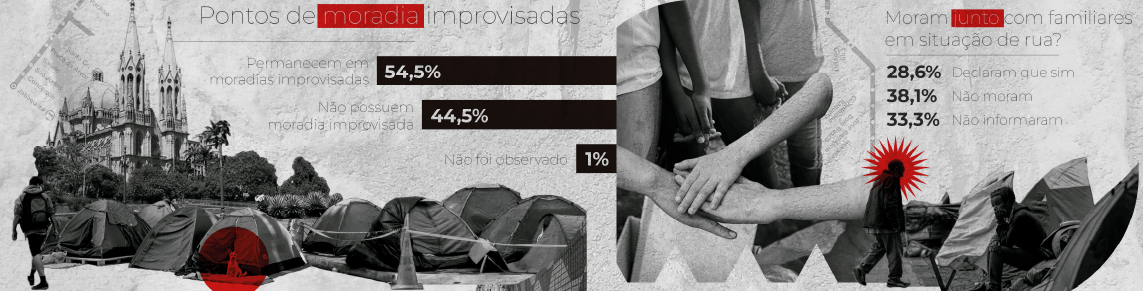 Pontos de moradia improvisadas
Permanecem em
moradias improvisadas
54,5%
Não possuem
moradia improvisada
44,5%
Não foi observado
1%
Moram junto com familiares
em situação de rua?
28,6% Declaram que sim
38,1% Não moram
33,3% Não informaram